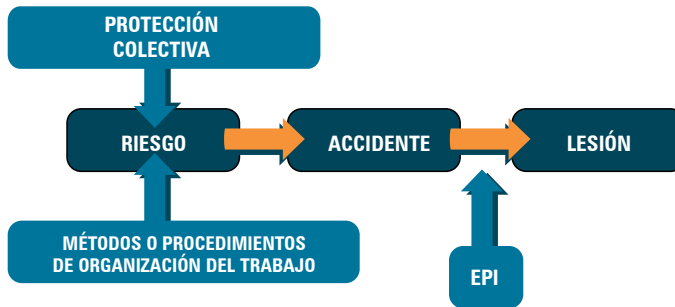 PROTECCIÓN
COLECTIVA
RIESGO
ACCIDENTE
LESIÓN
MÉTODOS O PROCEDIMIENTOS
DE ORGANIZACIÓN DEL TRABAJO
EPI